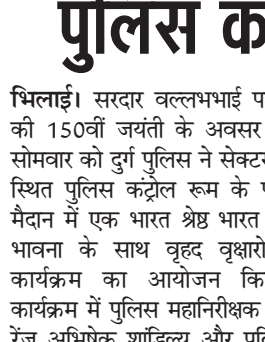 पुलिस क
भिलाई। सरदार वल्लभभाई प
की 150वीं जयंती के अवसर
सोमवार को दुर्ग पुलिस ने सेक्टर
स्थित पुलिस कंट्रोल रूम के
मैदान में एक भारत श्रेष्ठ भारत
भावना के साथ वृहद वृक्षारो
कार्यक्रम का आयोजन कि
कार्यक्रम में पुलिस महानिरीक्षक
रेंज अभिषेक शांडिल्य और